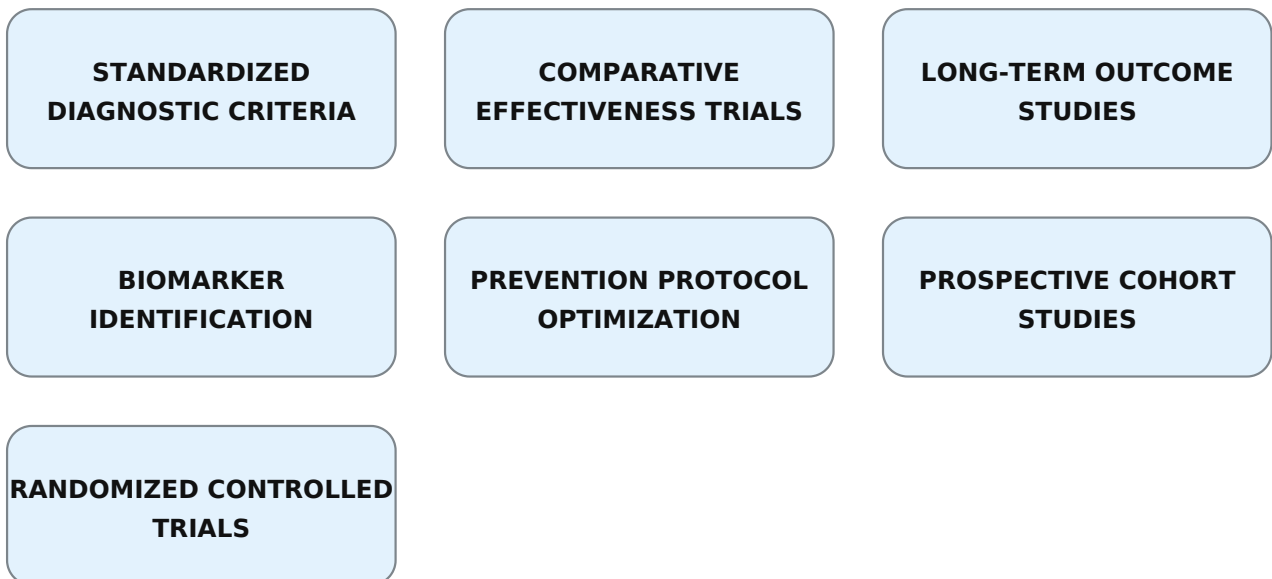 STANDARDIZED
DIAGNOSTIC CRITERIA
COMPARATIVE
EFFECTIVENESS TRIALS
LONG-TERM OUTCOME
STUDIES
BIOMARKER
IDENTIFICATION
PREVENTION PROTOCOL
OPTIMIZATION
PROSPECTIVE COHORT
STUDIES
RANDOMIZED CONTROLLED
TRIALS